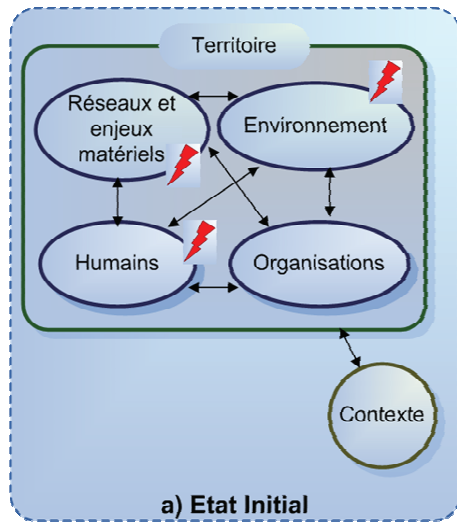 Territoire
Réseaux et
enjeux
matériels
Environnement
Humains
Organisations
Contexte
a) Etat Initial